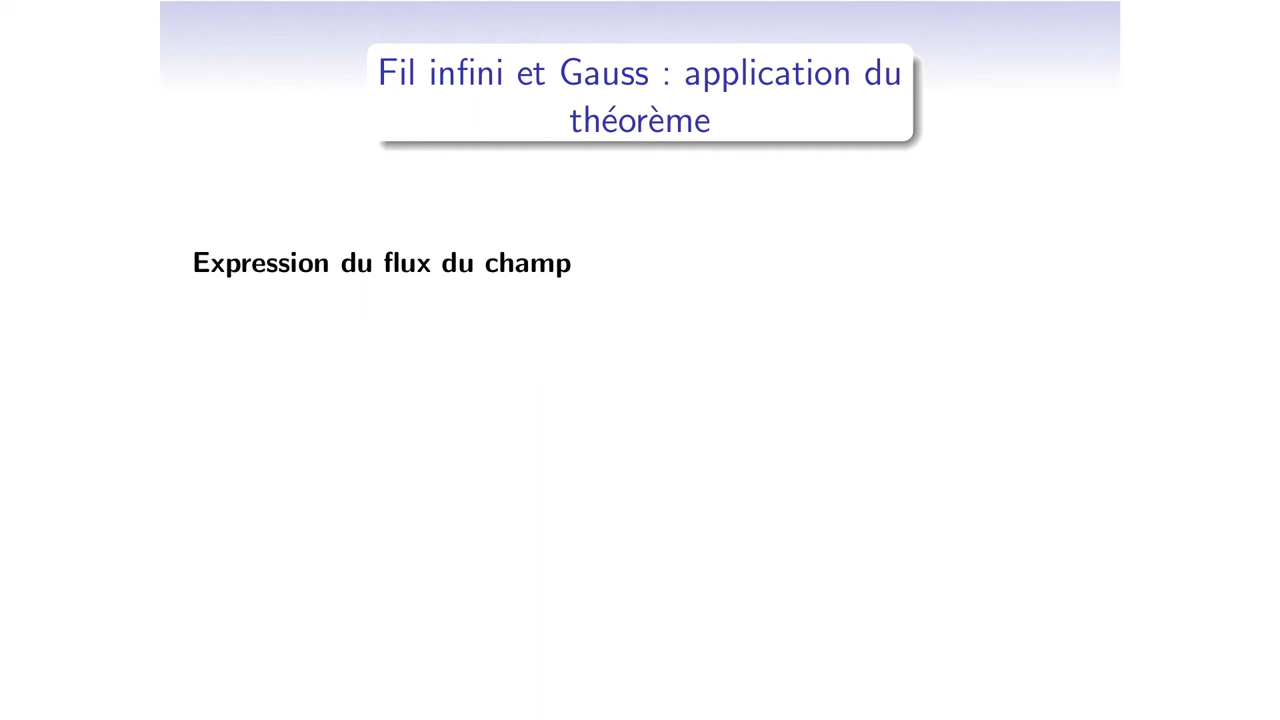 Fil infini et Gauss : application du
théorème
Expression du flux du champ